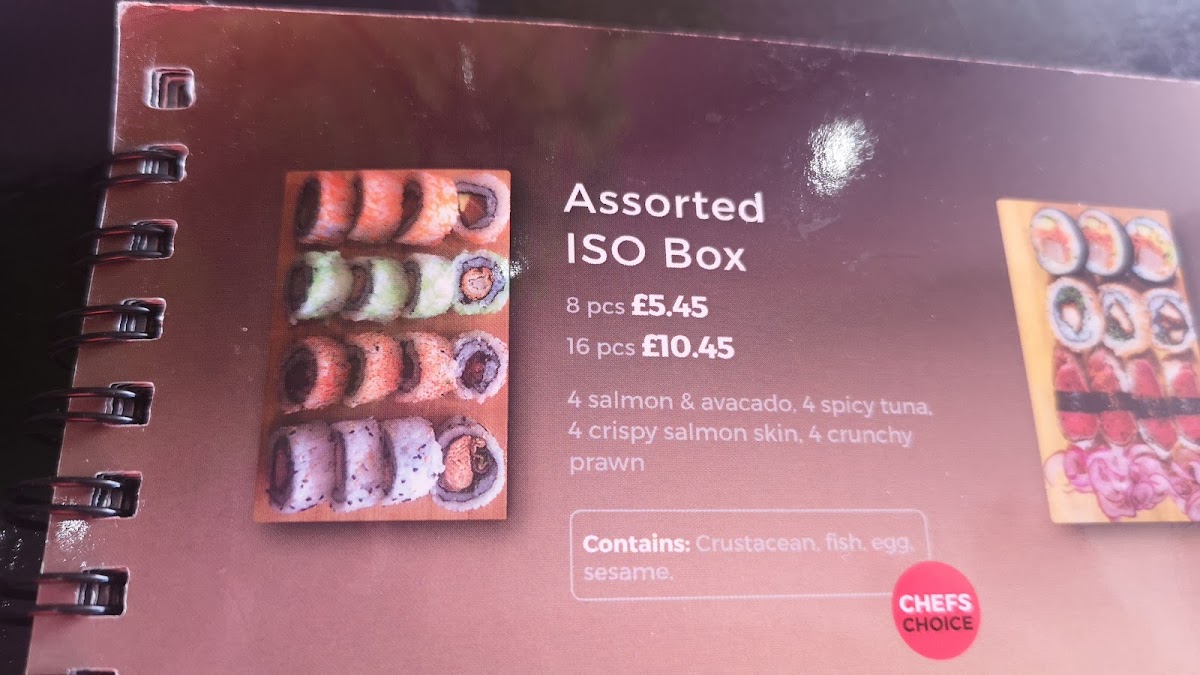 Assorted
ISO Box
8 pcs £5.45
16 pcs £10.45
4 salmon & avacado, 4 spicy tuna,
4 crispy salmon skin, 4 crunchy
prawn
Contains: Crustacean, fish, egg,
sesame.
CHEFS
CHOICE